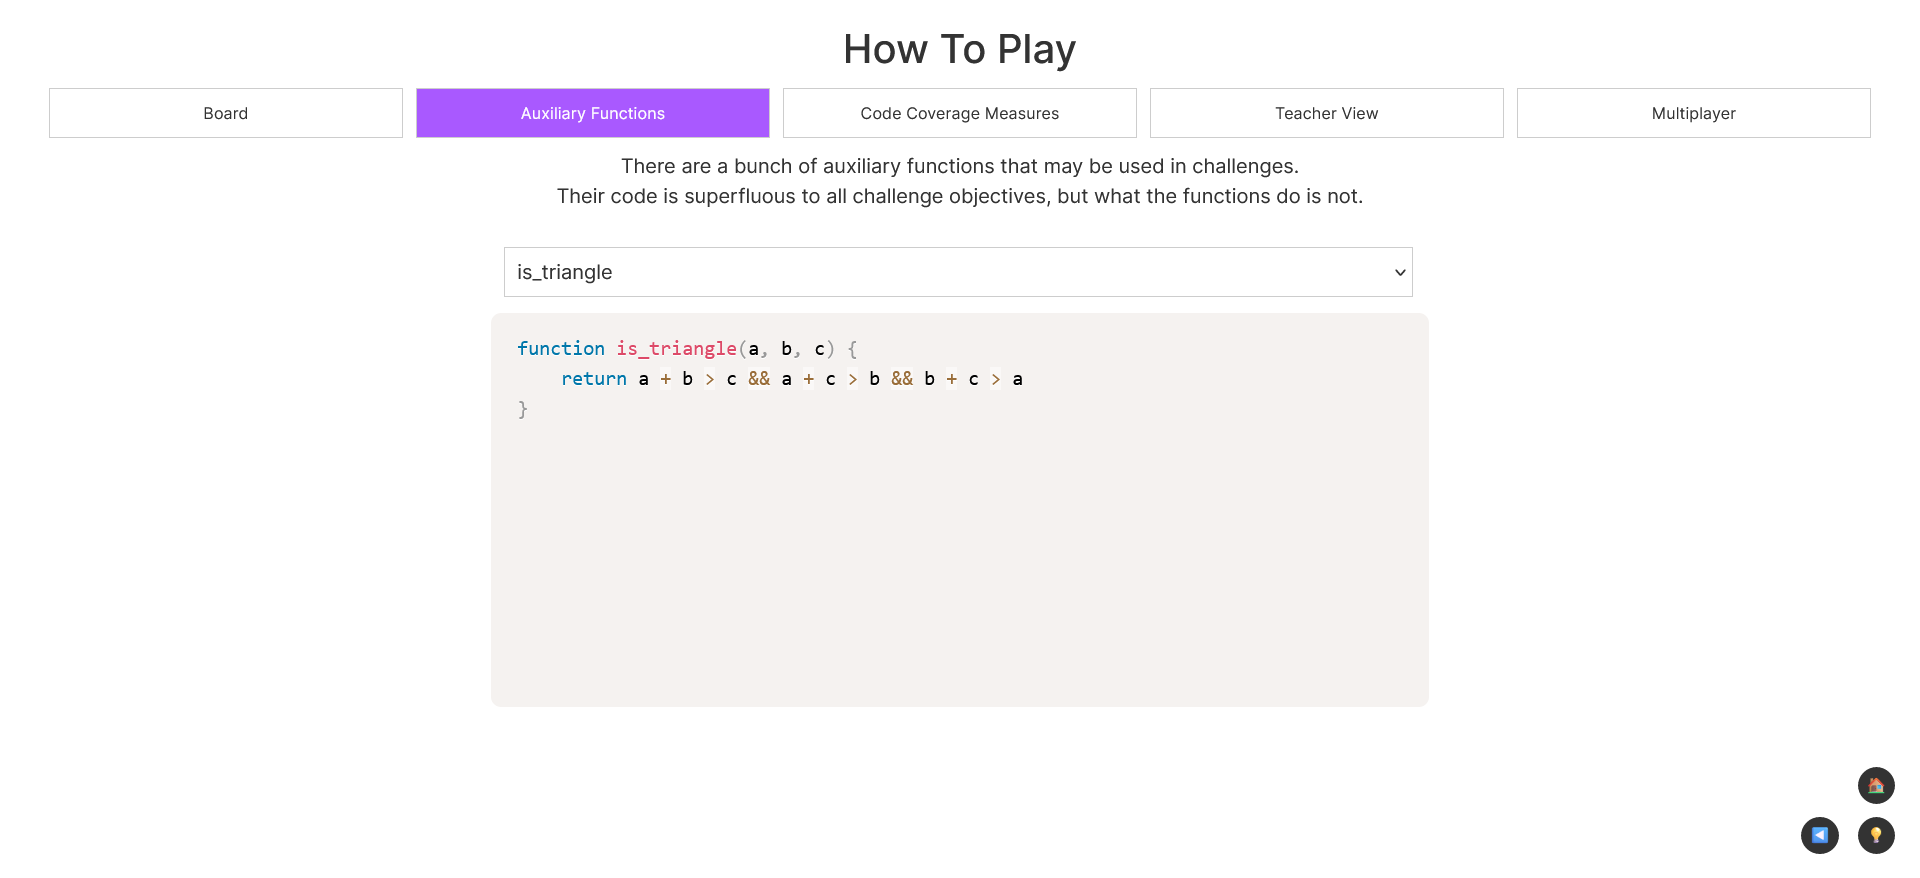 How To Play
Board
Auxiliary Functions
Code Coverage Measures
Teacher View
Multiplayer
There are a bunch of auxiliary functions that may be used in challenges.
Their code is superfluous to all challenge objectives, but what the functions do is not.
is_triangle
function is_triangle(a, b, c) {
    return a + b > c && a + c > b && b + c > a
}